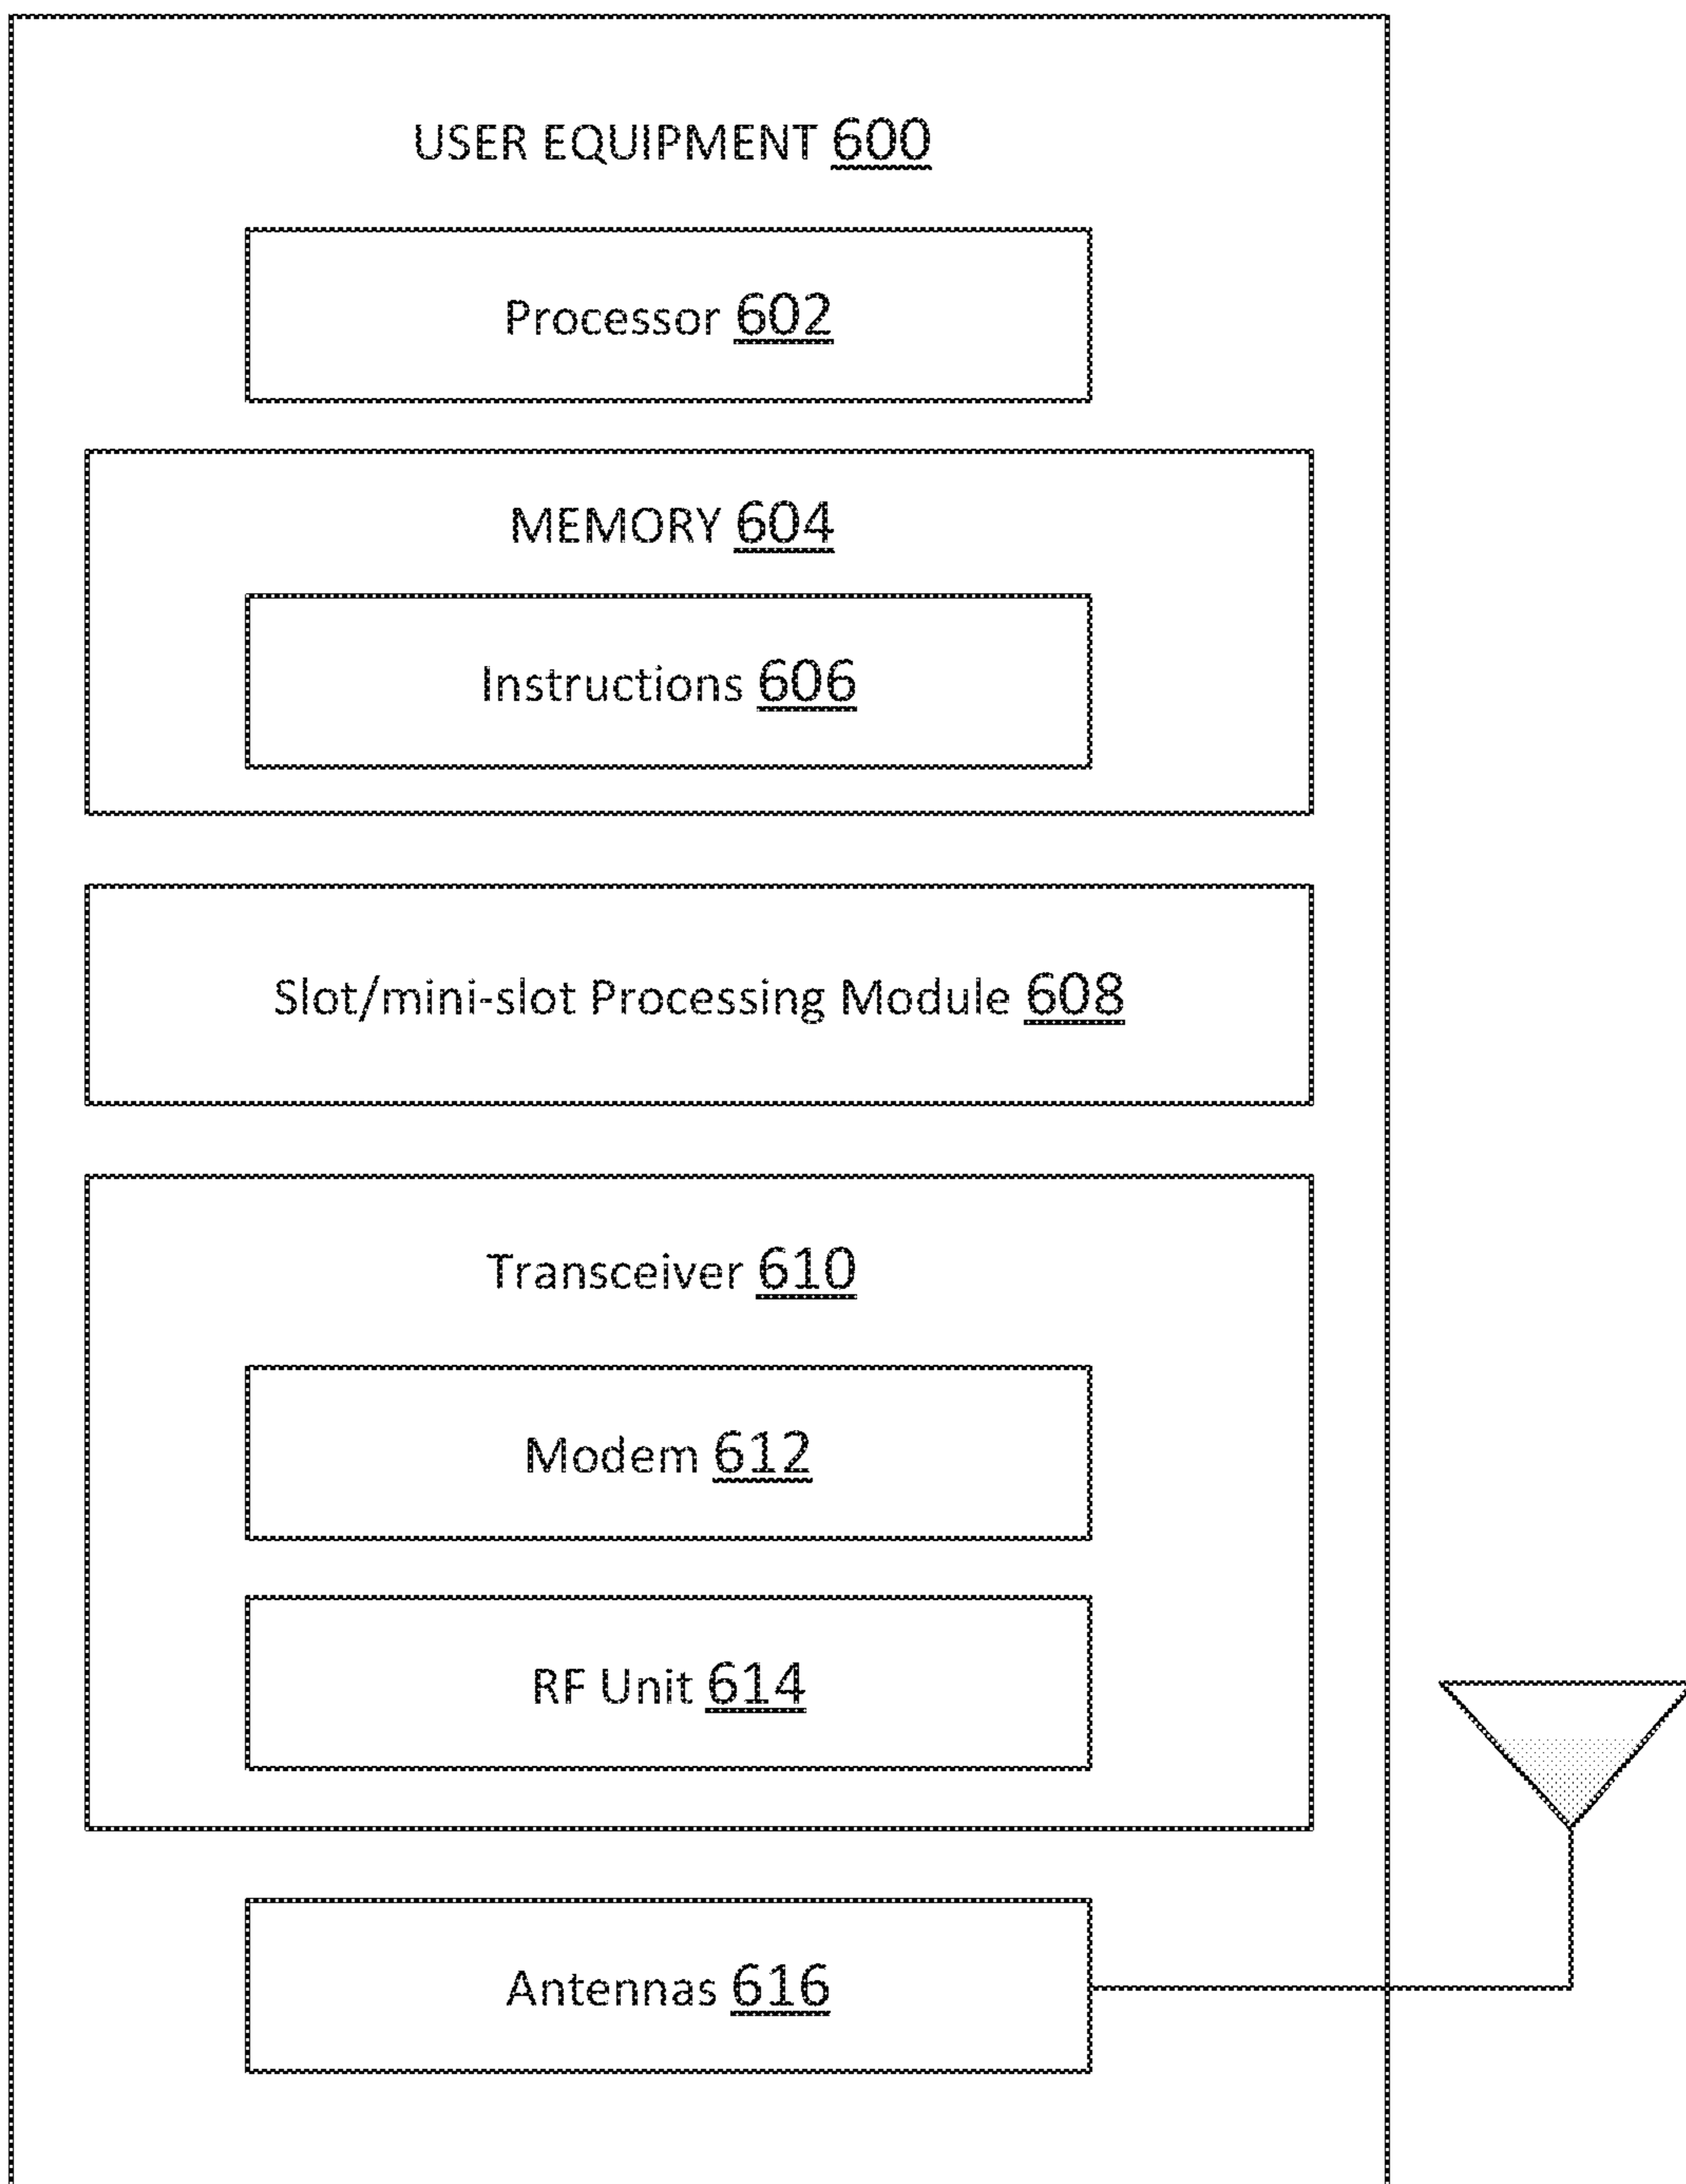 USER EQUIPMENT 600
Processor 602
MEMORY 604
Instructions 606
Slot/mini-slot Processing Module 608
Transceiver 610
Modem 612
RF Unit 614
Antennas 616